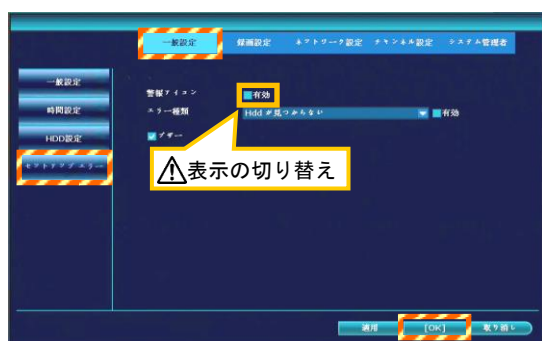 一般設定 録画設定 ネットワーク設定 チャンネル設定 システム管理者
一般設定
時間設定
HDD設定
セットアップ エラー
警報アイコン 有効
エラー種類 Hdd が見つからない 有効
ブザー
⚠表示の切り替え
適用 [OK] 取り消し